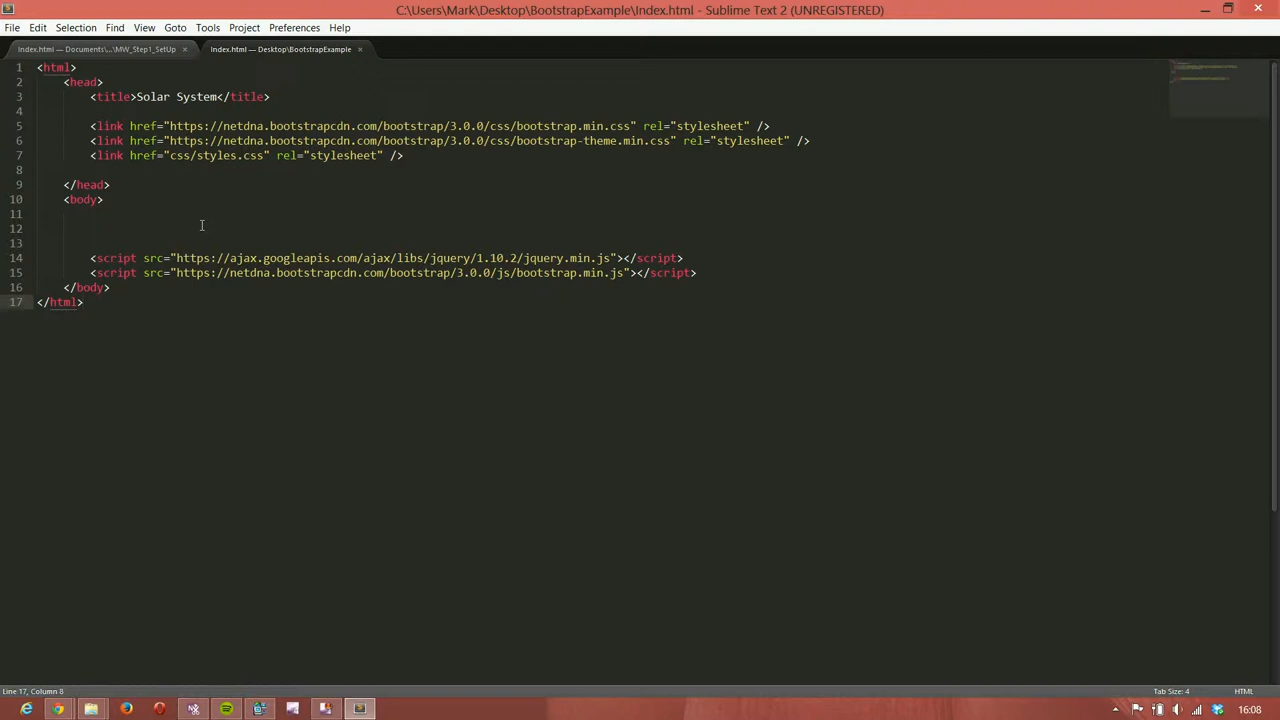 C:\Users\Mark\Desktop\BootstrapExample\Index.html - Sublime Text 2 (UNREGISTERED)
File Edit Selection Find View Goto Tools Project Preferences Help
Index.html — Documents\...\MW_Step1_SetUp × Index.html — Desktop\BootstrapExample ×
1 <html>
2 <head>
3 <title>Solar System</title>
4
5 <link href="https://netdna.bootstrapcdn.com/bootstrap/3.0.0/css/bootstrap.min.css" rel="stylesheet" />
6 <link href="https://netdna.bootstrapcdn.com/bootstrap/3.0.0/css/bootstrap-theme.min.css" rel="stylesheet" />
7 <link href="css/styles.css" rel="stylesheet" />
8
9 </head>
10 <body>
11
12
13
14 <script src="https://ajax.googleapis.com/ajax/libs/jquery/1.10.2/jquery.min.js"></script>
15 <script src="https://netdna.bootstrapcdn.com/bootstrap/3.0.0/js/bootstrap.min.js"></script>
16 </body>
17 </html>
Line 17, Column 8 Tab Size: 4 HTML
16:08